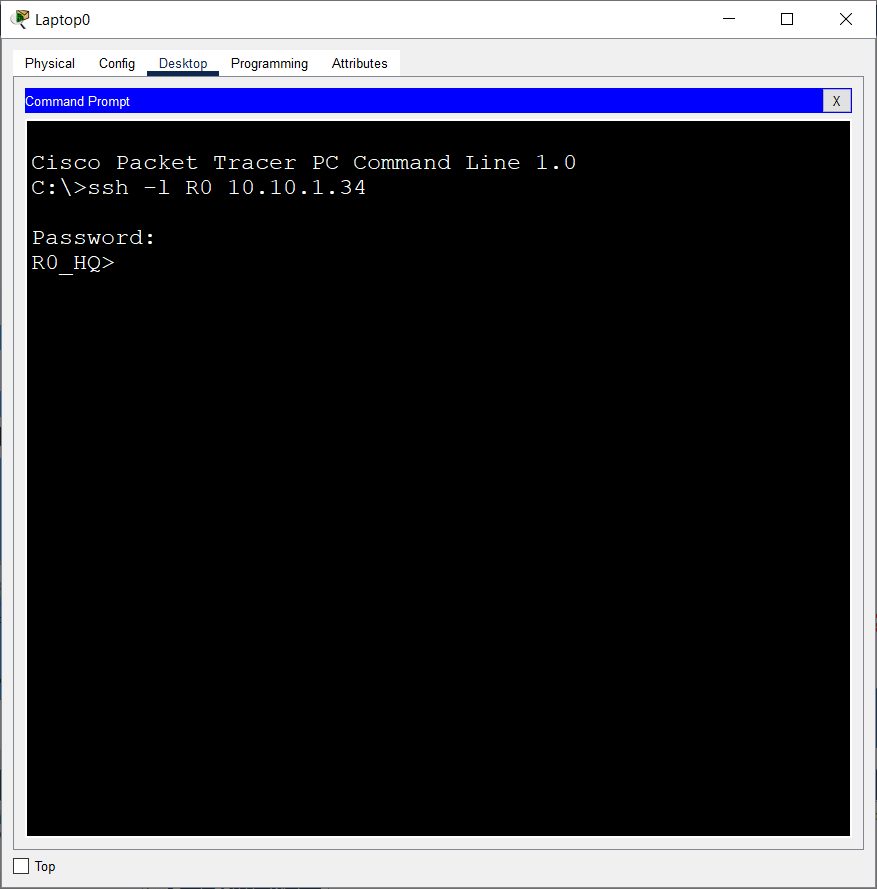 Laptop0
Physical Config Desktop Programming Attributes
Command Prompt X
Cisco Packet Tracer PC Command Line 1.0
C:\>ssh -l R0 10.10.1.34
Password:
R0_HQ>
Top